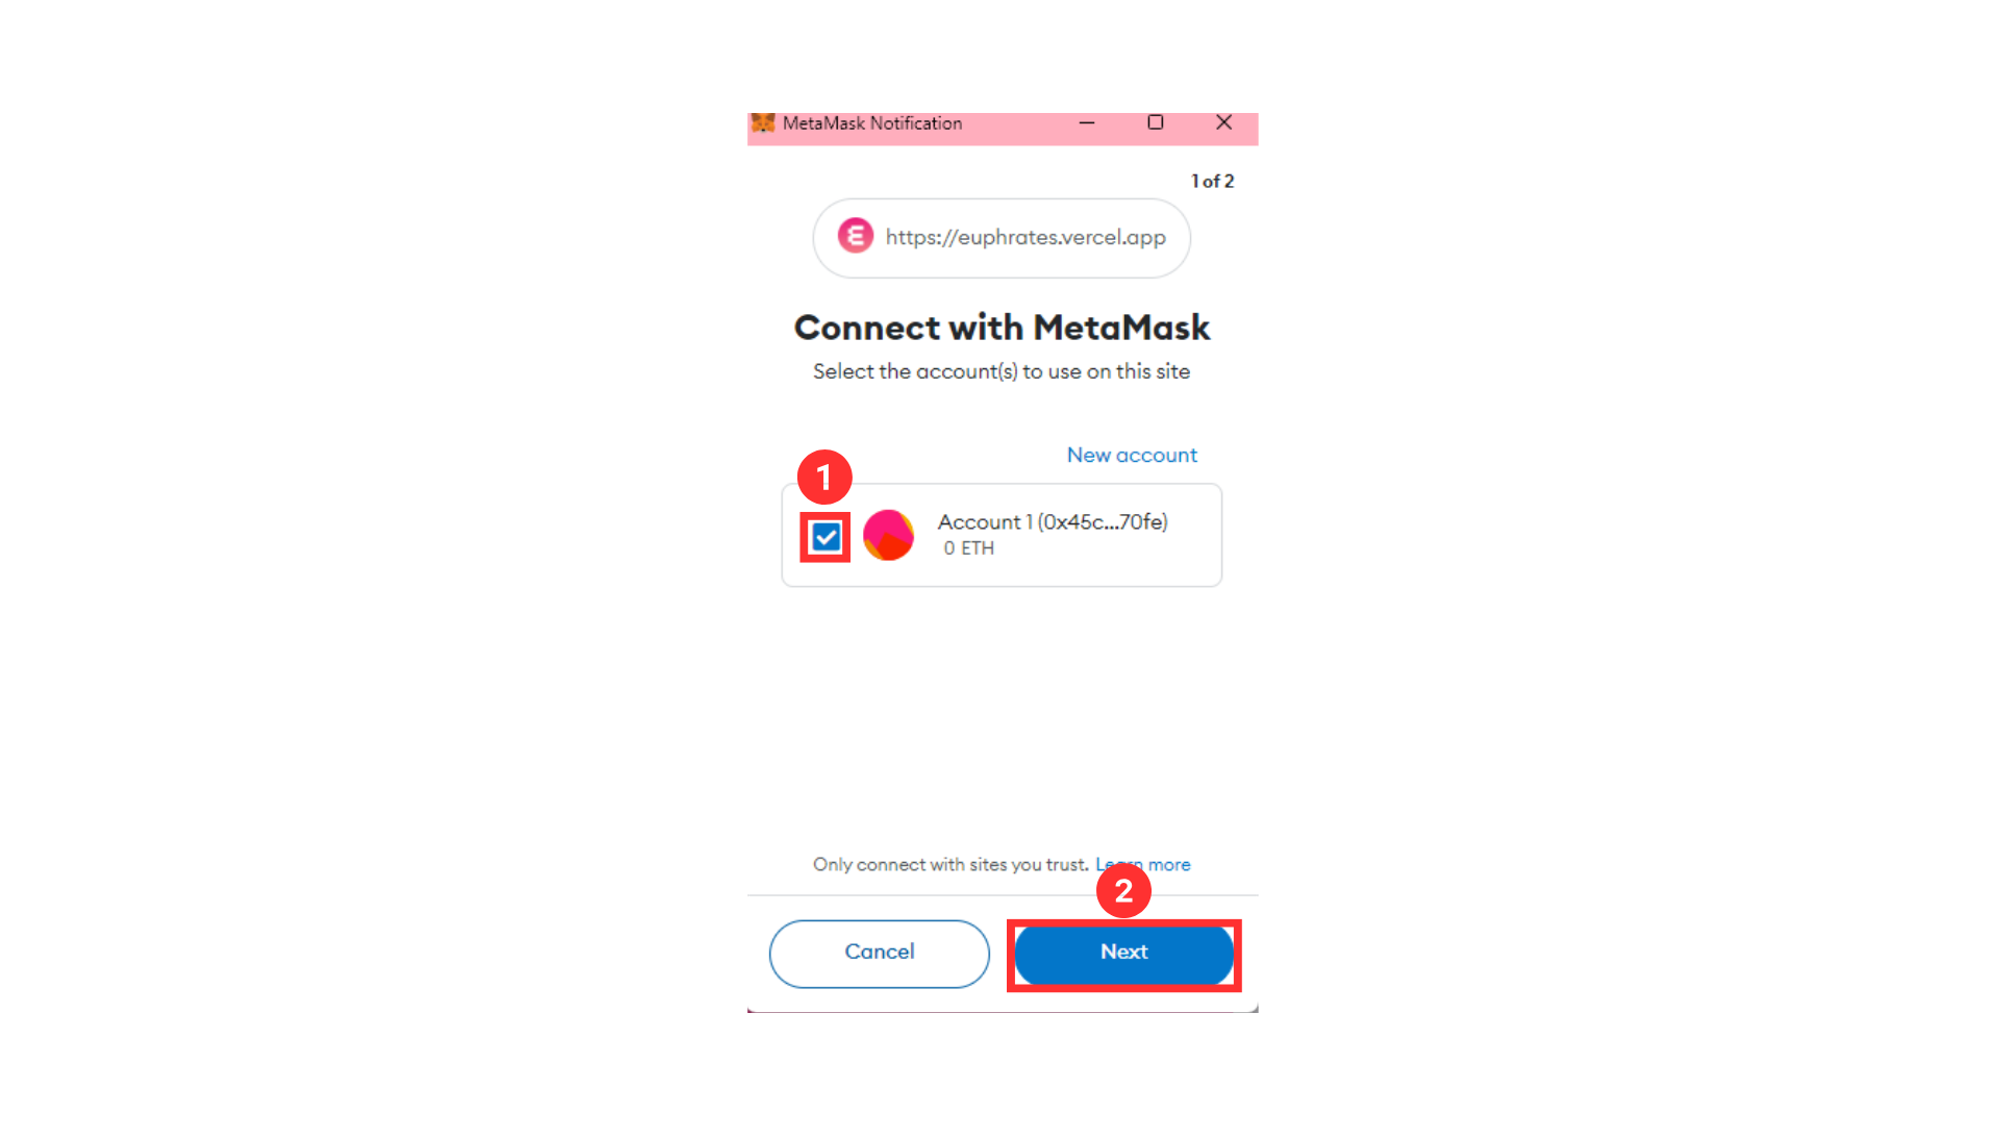 MetaMask Notification
1 of 2
https://euphrates.vercel.app
Connect with MetaMask
Select the account(s) to use on this site
New account
1
Account 1 (0x45c...70fe)
0 ETH
Only connect with sites you trust. Learn more
2
Cancel
Next